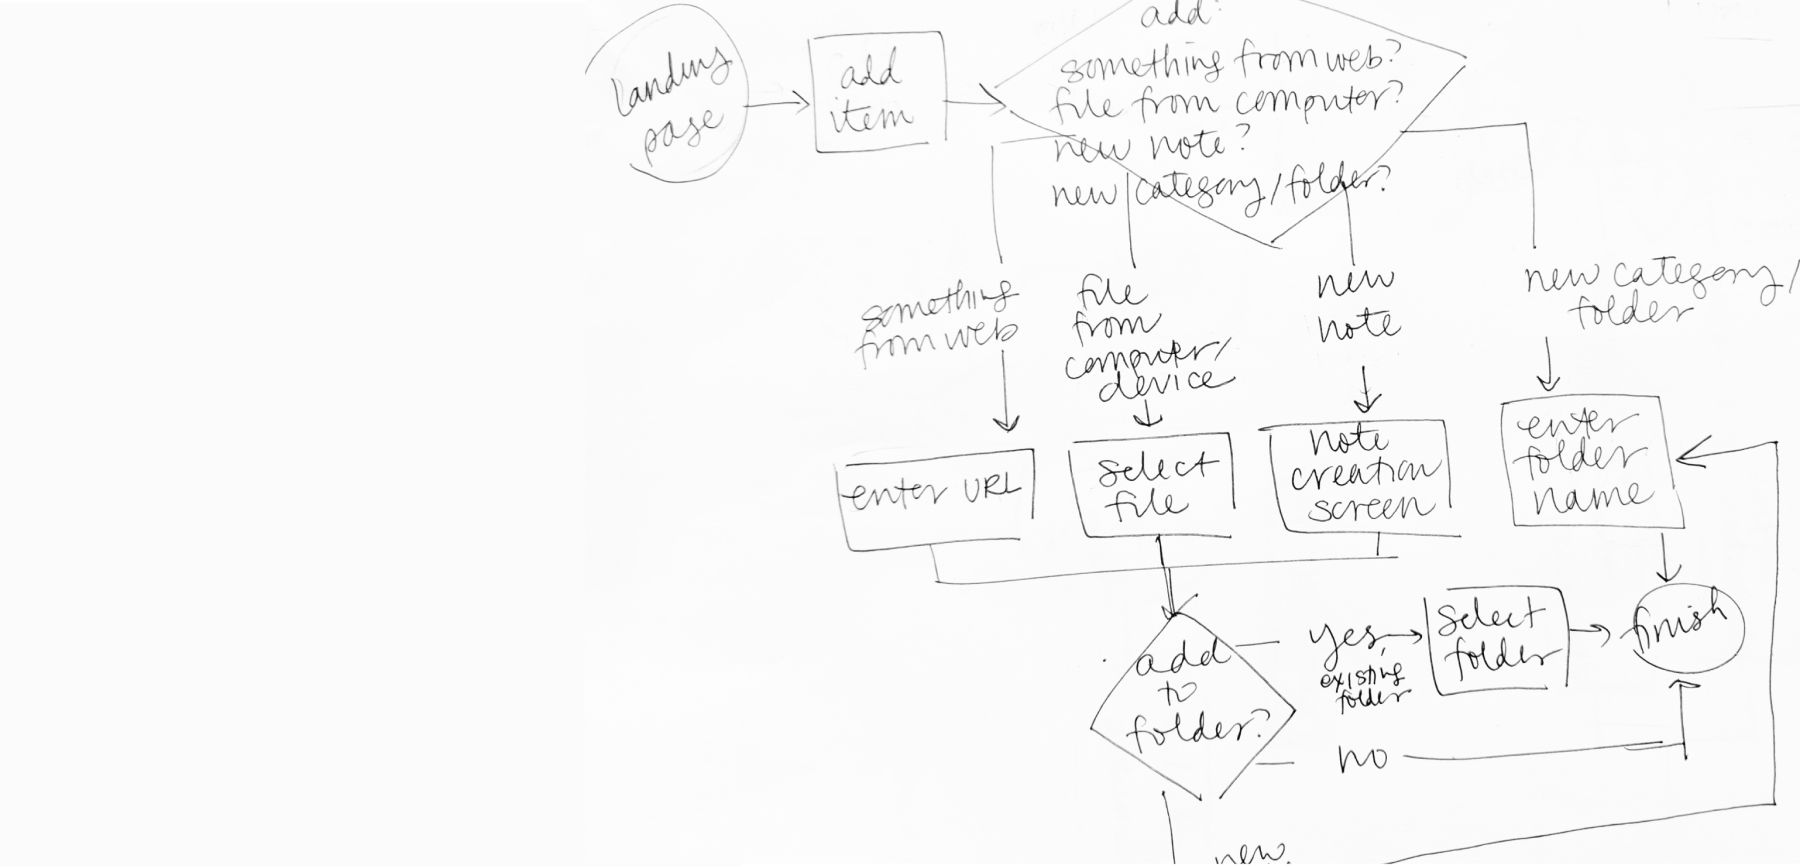 landing
page
add
item
add:
something from web?
file from computer?
new note?
new category/folder?
something
from web
file
from
computer/
device
new
note
new category/
folder
enter URL
select
file
note
creation
screen
enter
folder
name
add
to
folder?
yes,
existing
folder
select
folder
finish
no
new